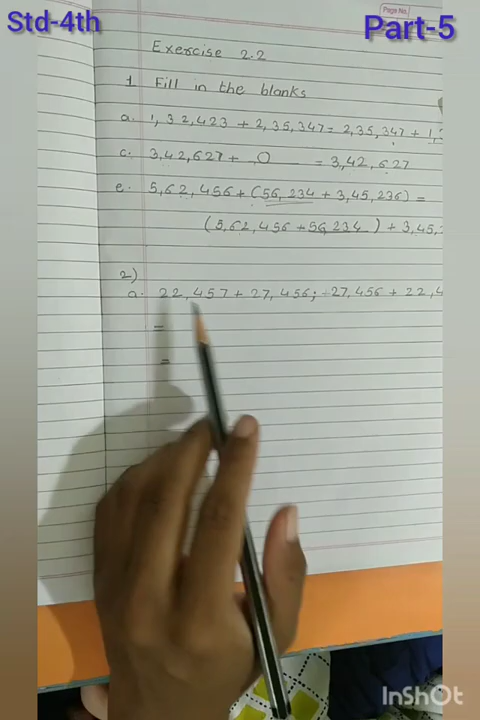 Std-4th
Part-5
Page No.
Exercise 2.2
1 Fill in the blanks
a. 1,32,423 + 2,35,347 = 2,35,347 + 1,
c. 3,42,627 + 0 = 3,42,627
e. 5,62,456 + (56,234 + 3,45,236) =
(5,62,456 + 56,234) + 3,45,
2)
a. 22,457 + 27,456; 27,456 + 22,4
=
=
InShOt